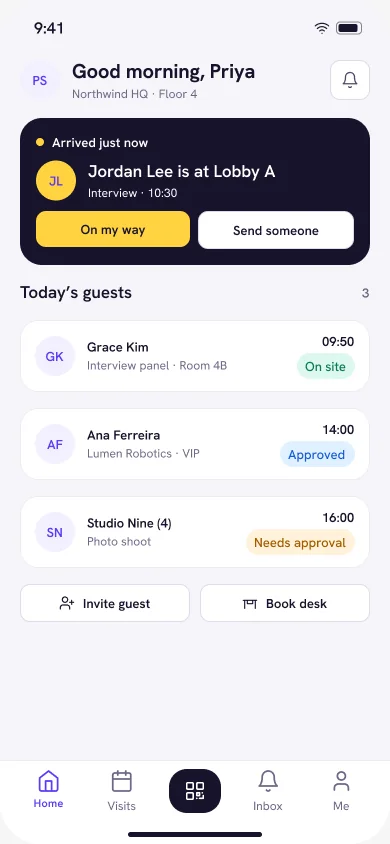 9:41
PS
Good morning, Priya
Northwind HQ · Floor 4
Arrived just now
JL
Jordan Lee is at Lobby A
Interview · 10:30
On my way
Send someone
Today’s guests
3
GK
Grace Kim
Interview panel · Room 4B
09:50
On site
AF
Ana Ferreira
Lumen Robotics · VIP
14:00
Approved
SN
Studio Nine (4)
Photo shoot
16:00
Needs approval
Invite guest
Book desk
Home
Visits
Inbox
Me